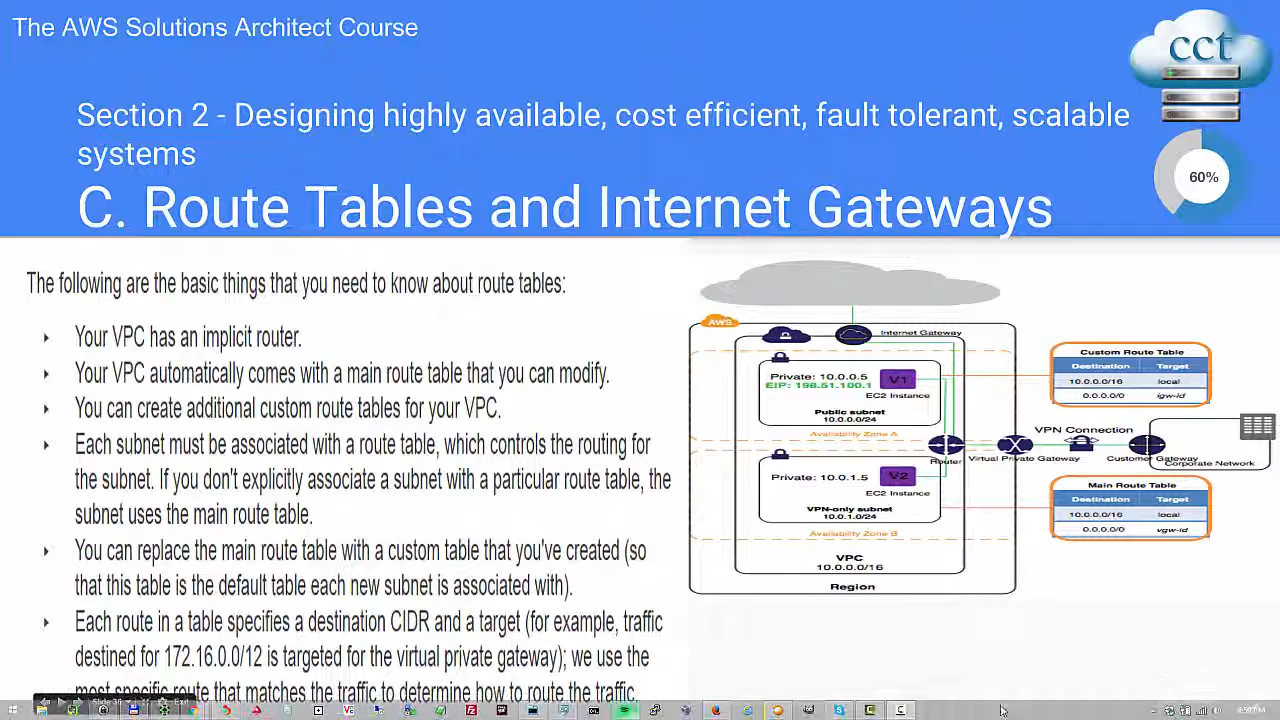 The AWS Solutions Architect Course
cct
Section 2 - Designing highly available, cost efficient, fault tolerant, scalable
systems
60%
C. Route Tables and Internet Gateways
The following are the basic things that you need to know about route tables:
Your VPC has an implicit router.
Your VPC automatically comes with a main route table that you can modify.
You can create additional custom route tables for your VPC.
Each subnet must be associated with a route table, which controls the routing for
the subnet. If you don't explicitly associate a subnet with a particular route table, the
subnet uses the main route table.
You can replace the main route table with a custom table that you've created (so
that this table is the default table each new subnet is associated with).
Each route in a table specifies a destination CIDR and a target (for example, traffic
destined for 172.16.0.0/12 is targeted for the virtual private gateway); we use the
most specific route that matches the traffic to determine how to route the traffic.
AWS
Internet Gateway
Private: 10.0.0.5
EIP: 198.51.100.1
V1
EC2 Instance
Public subnet
10.0.0.0/24
Availability Zone A
Custom Route Table
Destination Target
10.0.0.0/16 local
0.0.0.0/0 igw-id
VPN Connection
Router
Virtual Private Gateway
Customer Gateway
Corporate Network
Private: 10.0.1.5
V2
EC2 Instance
VPN-only subnet
10.0.1.0/24
Availability Zone B
Main Route Table
Destination Target
10.0.0.0/16 local
0.0.0.0/0 vgw-id
VPC
10.0.0.0/16
Region
Exit